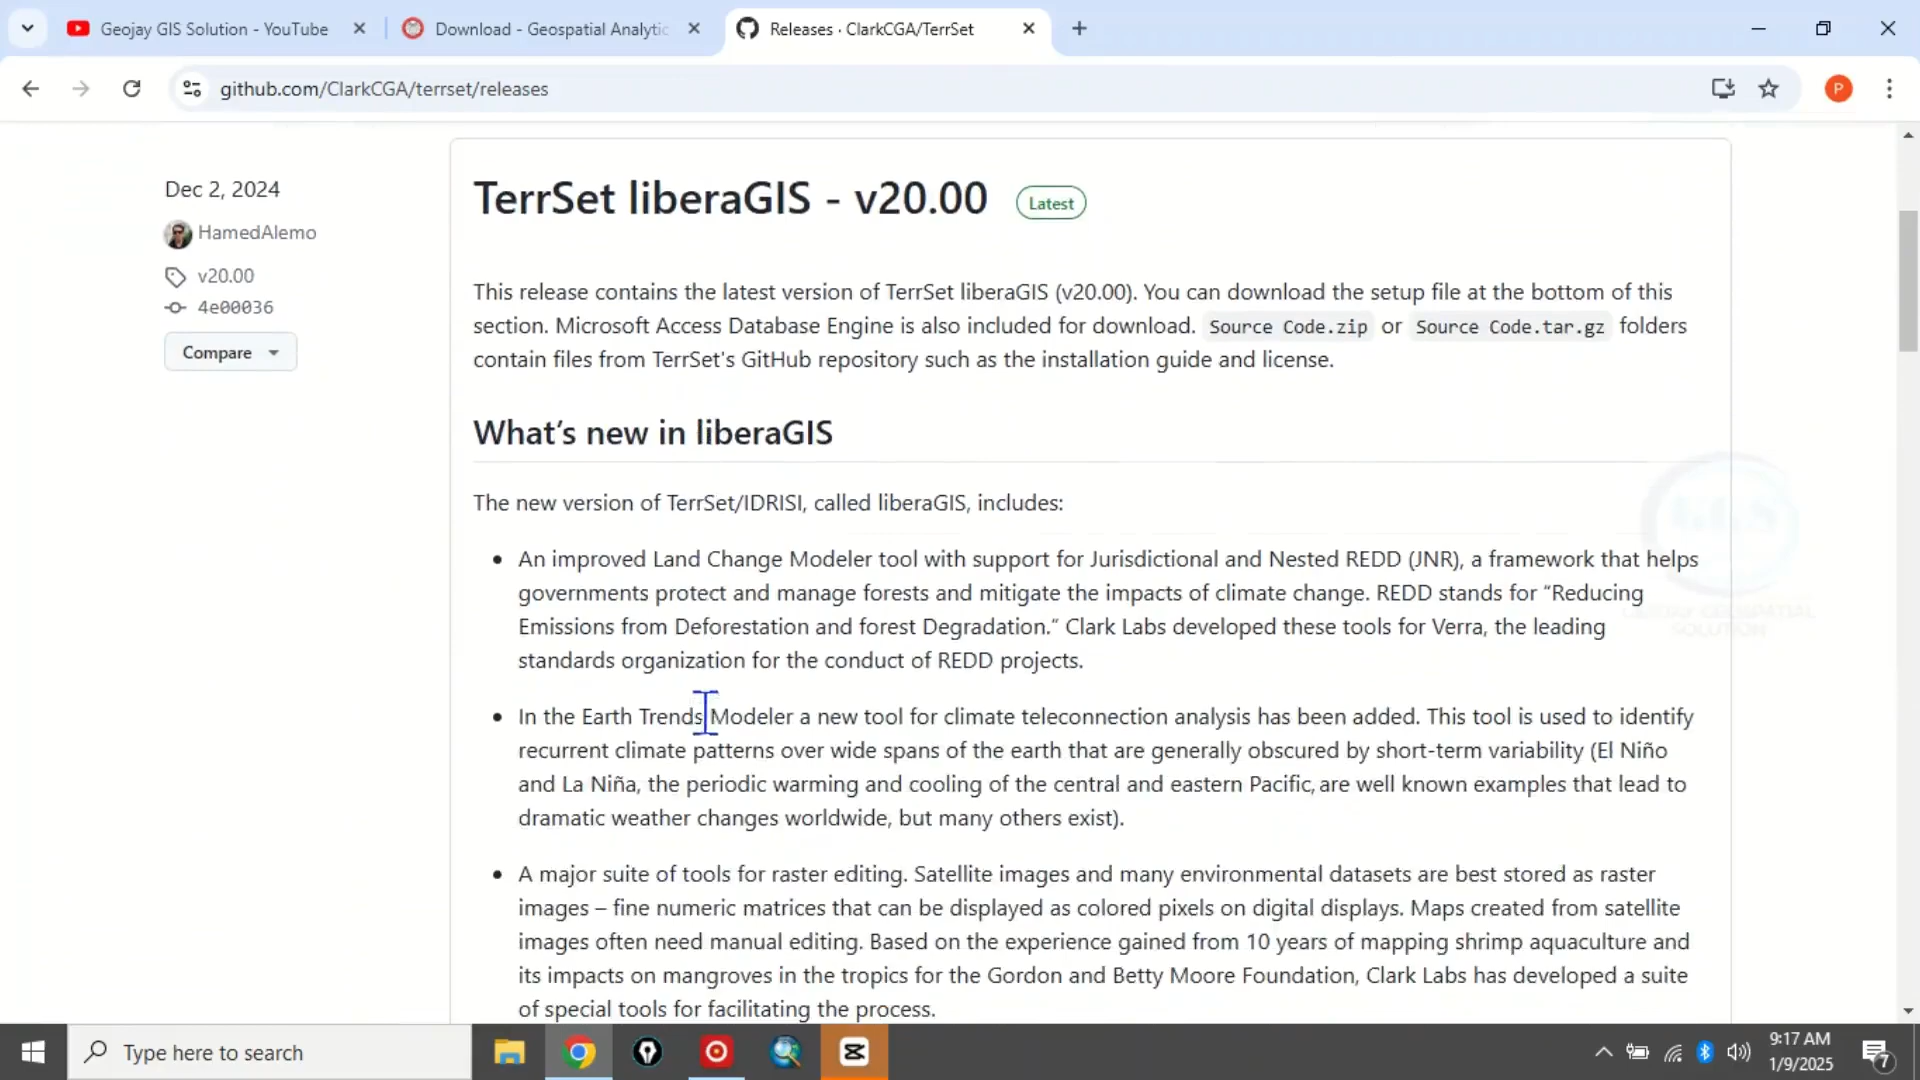 Geojay GIS Solution - YouTube
Download - Geospatial Analytic
Releases · ClarkCGA/TerrSet
github.com/ClarkCGA/terrset/releases
P
Dec 2, 2024
HamedAlemo
v20.00
4e00036
Compare
TerrSet liberaGIS - v20.00
Latest
This release contains the latest version of TerrSet liberaGIS (v20.00). You can download the setup file at the bottom of this
section. Microsoft Access Database Engine is also included for download. Source Code.zip or Source Code.tar.gz folders
contain files from TerrSet's GitHub repository such as the installation guide and license.
What’s new in liberaGIS
The new version of TerrSet/IDRISI, called liberaGIS, includes:
• An improved Land Change Modeler tool with support for Jurisdictional and Nested REDD (JNR), a framework that helps
governments protect and manage forests and mitigate the impacts of climate change. REDD stands for “Reducing
Emissions from Deforestation and forest Degradation.” Clark Labs developed these tools for Verra, the leading
standards organization for the conduct of REDD projects.
• In the Earth Trends Modeler a new tool for climate teleconnection analysis has been added. This tool is used to identify
recurrent climate patterns over wide spans of the earth that are generally obscured by short-term variability (El Niño
and La Niña, the periodic warming and cooling of the central and eastern Pacific, are well known examples that lead to
dramatic weather changes worldwide, but many others exist).
• A major suite of tools for raster editing. Satellite images and many environmental datasets are best stored as raster
images – fine numeric matrices that can be displayed as colored pixels on digital displays. Maps created from satellite
images often need manual editing. Based on the experience gained from 10 years of mapping shrimp aquaculture and
its impacts on mangroves in the tropics for the Gordon and Betty Moore Foundation, Clark Labs has developed a suite
of special tools for facilitating the process.
GGS
GEOJAY GEOSPATIAL
SOLUTION
Type here to search
9:17 AM
1/9/2025
7